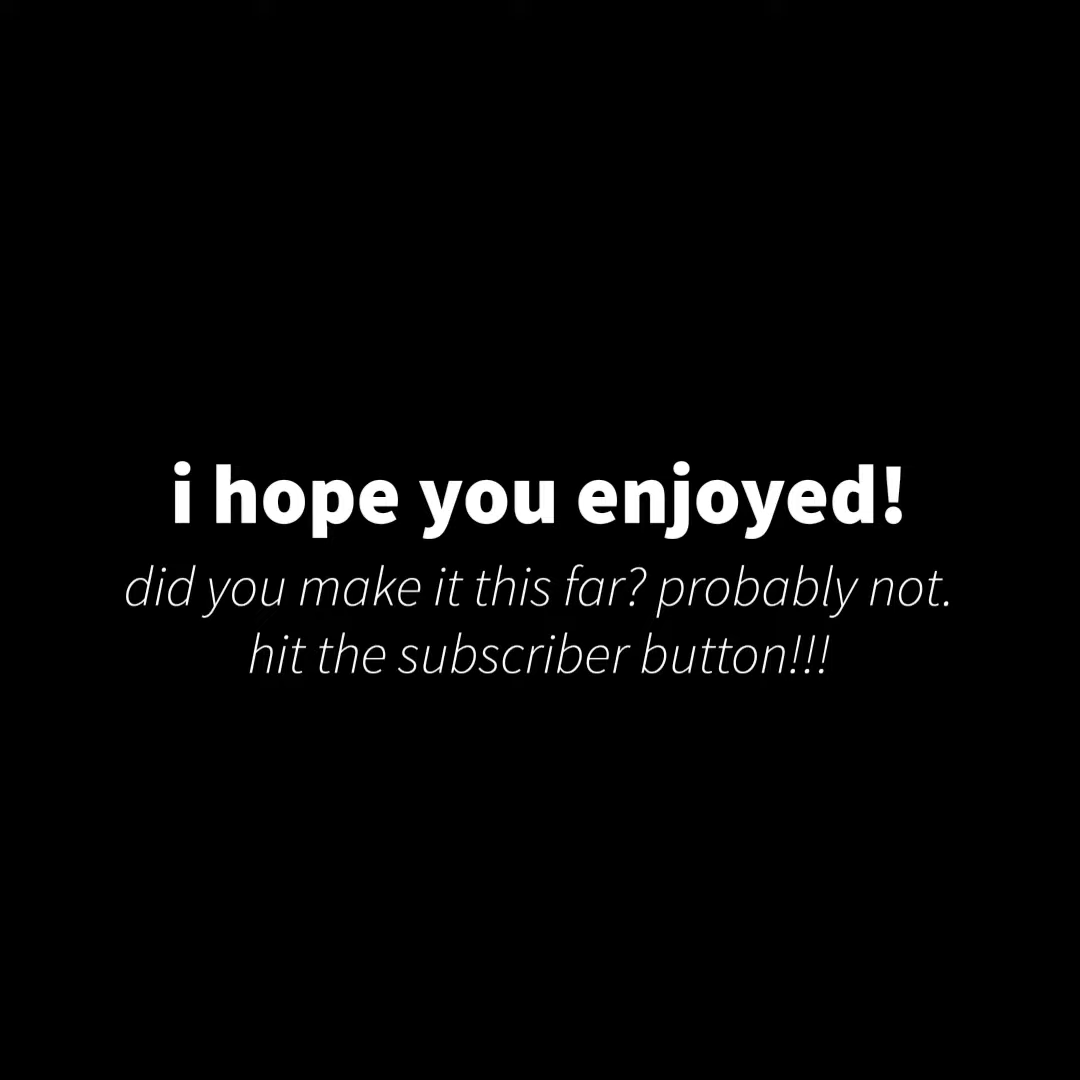 i hope you enjoyed!
did you make it this far? probably not.
hit the subscriber button!!!